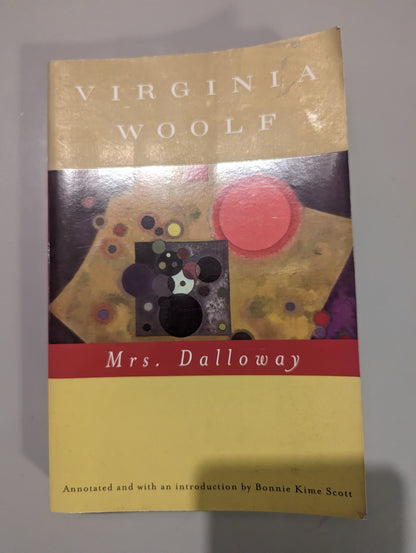 VIRGINIA
WOOLF
Mrs. Dalloway
Annotated and with an introduction by Bonnie Kime Scott